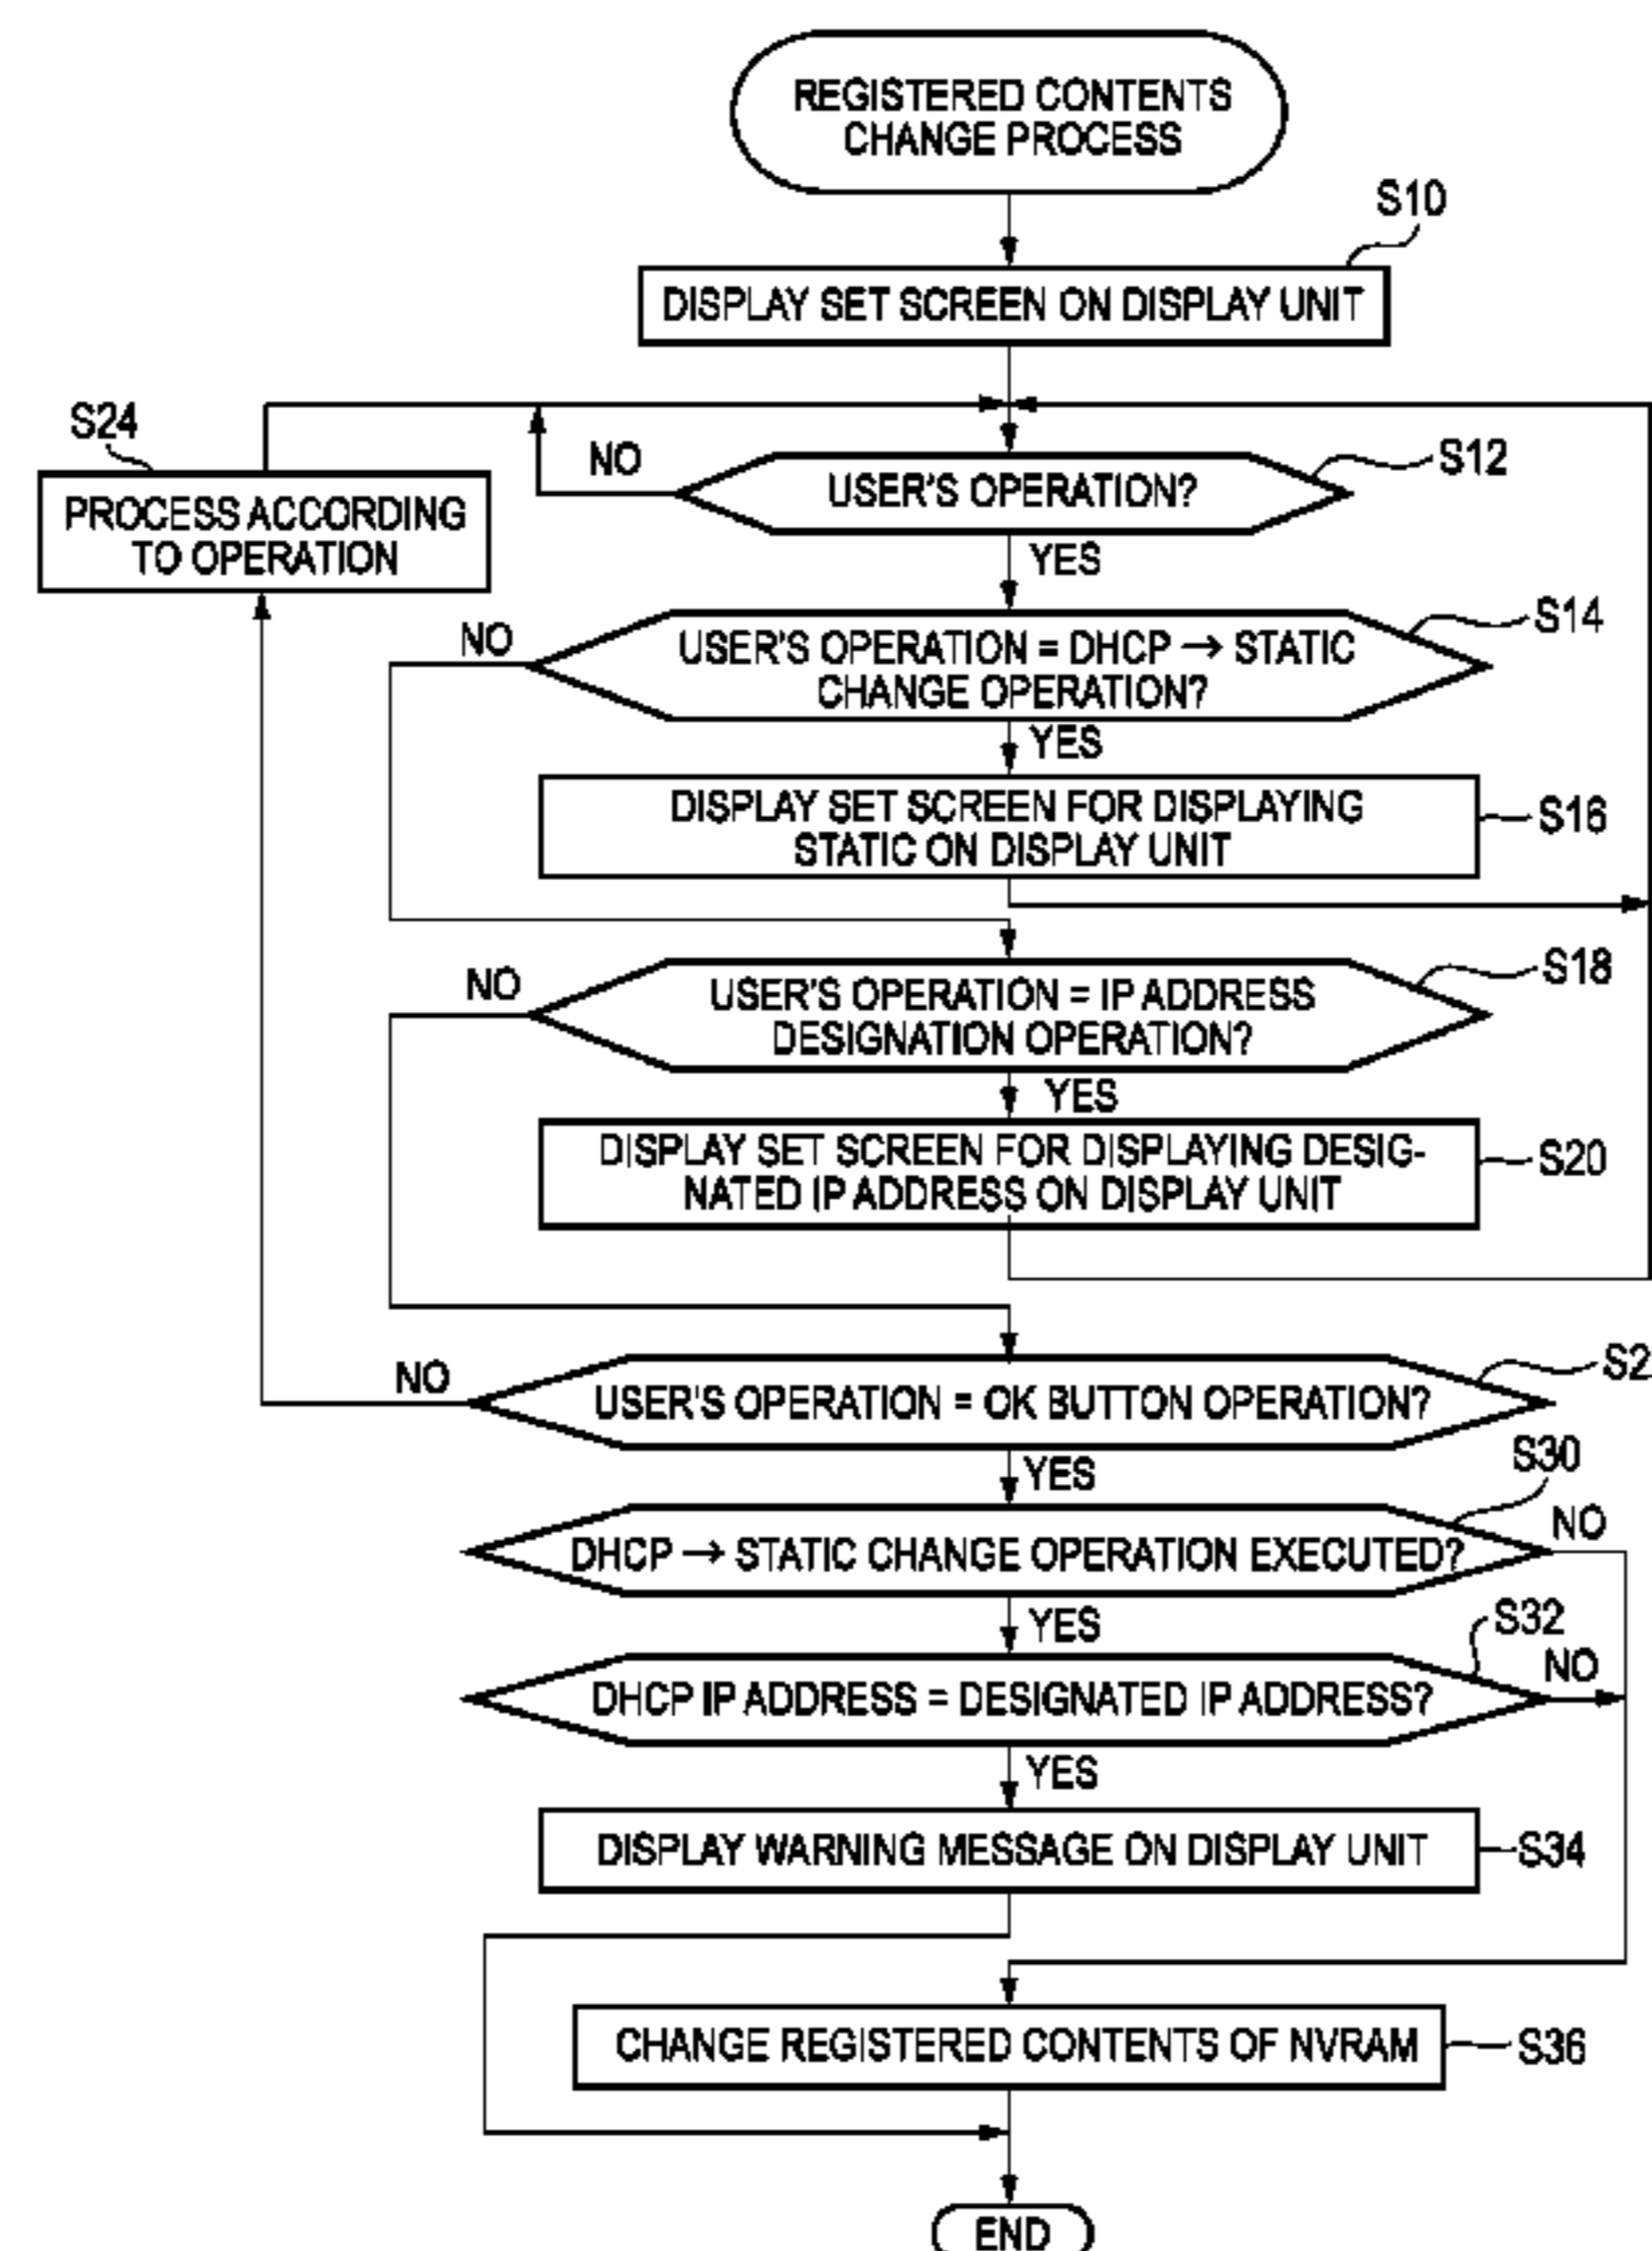 REGISTERED CONTENTS
CHANGE PROCESS
S10
DISPLAY SET SCREEN ON DISPLAY UNIT
S24
PROCESS ACCORDING
TO OPERATION
NO
USER'S OPERATION?
S12
YES
NO
USER'S OPERATION = DHCP → STATIC
CHANGE OPERATION?
S14
YES
DISPLAY SET SCREEN FOR DISPLAYING
STATIC ON DISPLAY UNIT
S16
NO
USER'S OPERATION = IP ADDRESS
DESIGNATION OPERATION?
S18
YES
DISPLAY SET SCREEN FOR DISPLAYING DESIG-
NATED IP ADDRESS ON DISPLAY UNIT
S20
NO
USER'S OPERATION = OK BUTTON OPERATION?
S2
YES
S30
DHCP → STATIC CHANGE OPERATION EXECUTED?
NO
YES
S32
DHCP IP ADDRESS = DESIGNATED IP ADDRESS?
NO
YES
DISPLAY WARNING MESSAGE ON DISPLAY UNIT
S34
CHANGE REGISTERED CONTENTS OF NVRAM
S36
END